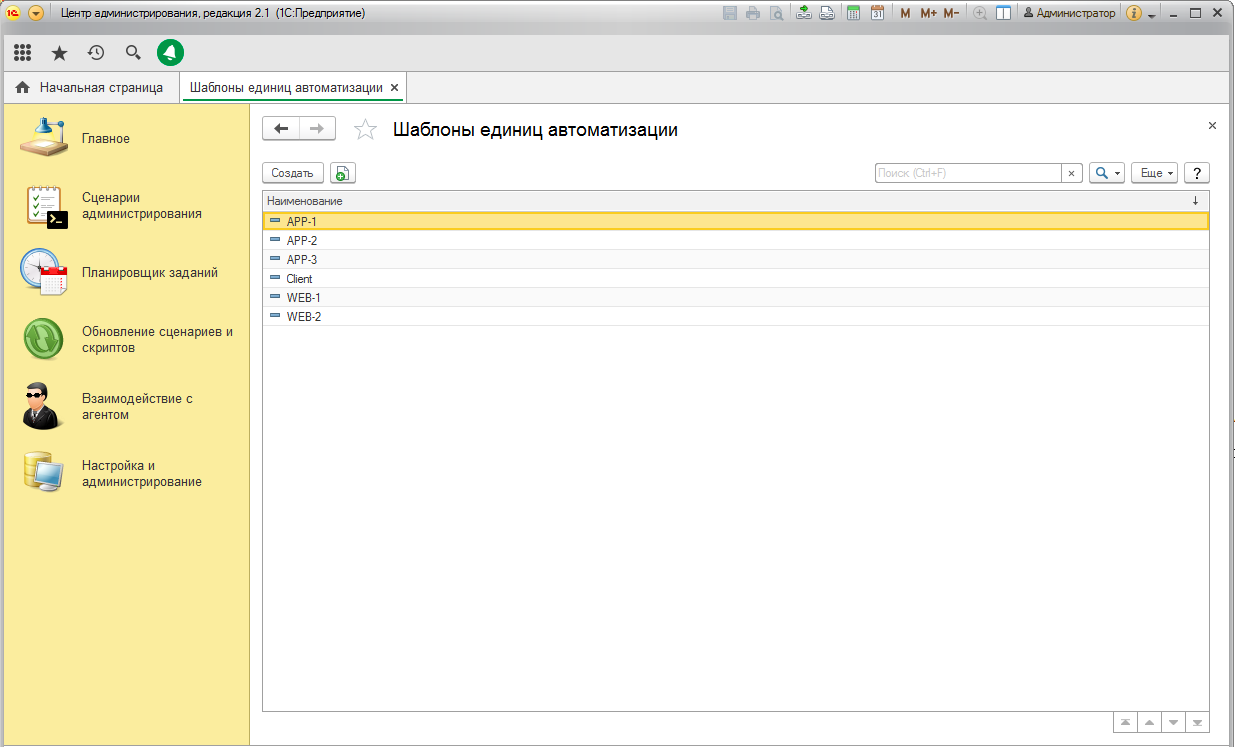 Центр администрирования, редакция 2.1 (1С:Предприятие)
31 M M+ M- Администратор
Начальная страница
Шаблоны единиц автоматизации
Главное
Сценарии
администрирования
Планировщик заданий
Обновление сценариев и
скриптов
Взаимодействие с
агентом
Настройка и
администрирование
Шаблоны единиц автоматизации
Создать
Поиск (Ctrl+F)
Еще
?
Наименование
APP-1
APP-2
APP-3
Client
WEB-1
WEB-2